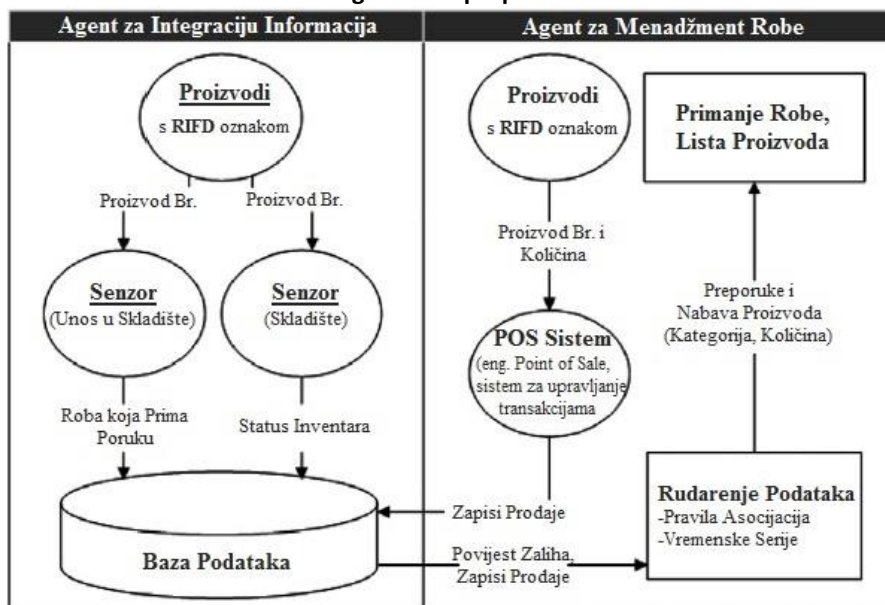 Agent za Integraciju Informacija
Proizvodi
s RIFD oznakom
Proizvod Br.
Proizvod Br.
Senzor
(Unos u Skladište)
Senzor
(Skladište)
Roba koja Prima
Poruku
Status Inventara
Baza Podataka
Agent za Menadžment Robe
Proizvodi
s RIFD oznakom
Proizvod Br. i
Količina
POS Sistem
(eng. Point of Sale,
sistem za upravljanje
transakcijama
Zapisi Prodaje
Povijest Zaliha,
Zapisi Prodaje
Primanje Robe,
Lista Proizvoda
Preporuke i
Nabava Proizvoda
(Kategorija, Količina)
Rudarenje Podataka
-Pravila Asocijacija
-Vremenske Serije